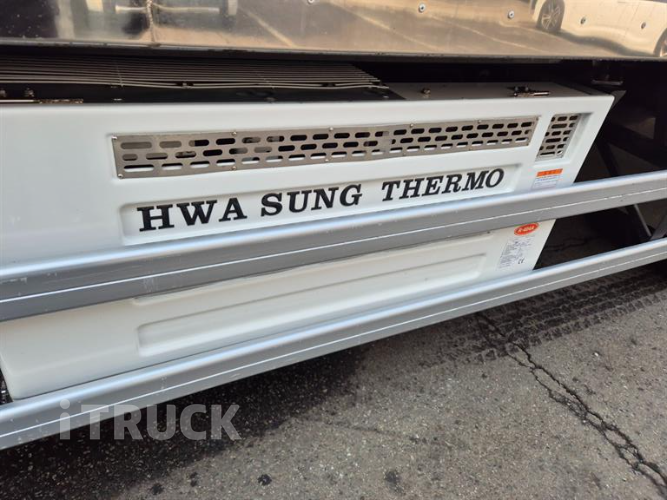 HWA SUNG THERMO
iTRUCK